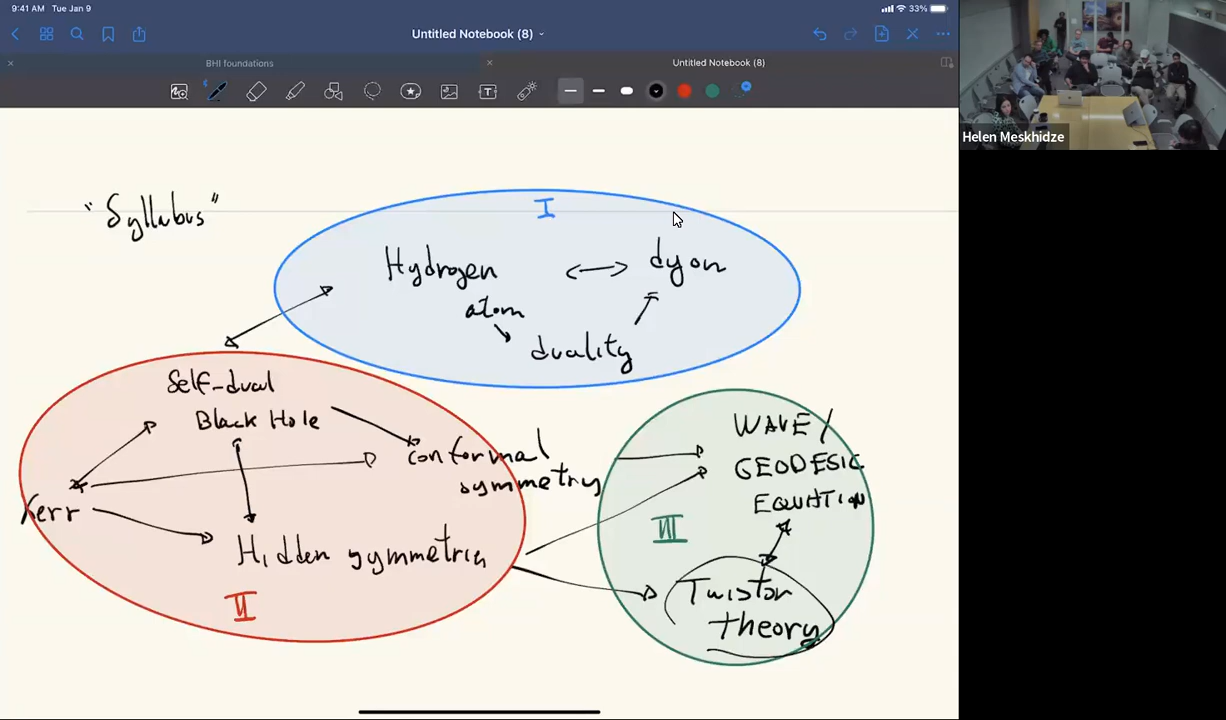 9:41 AM Tue Jan 9
33%
Untitled Notebook (8)
BHI foundations
Untitled Notebook (8)
Helen Meskhidze
"Syllabus"
I
Hydrogen
atom
dyon
duality
Self-dual
Black Hole
conformal
symmetry
Kerr
Hidden symmetries
II
WAVE/
GEODESIC
EQUATION
III
Twistor
theory